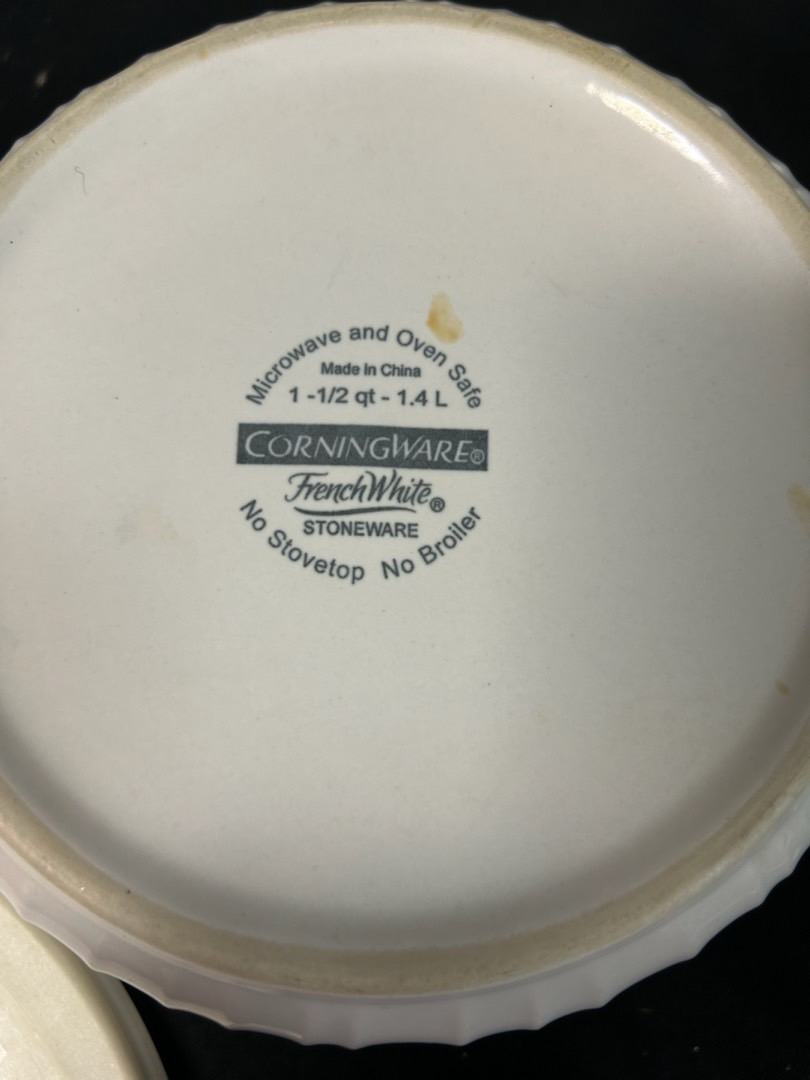 Microwave and Oven Safe
Made in China
1 -1/2 qt - 1.4 L
CORNINGWARE®
French White®
STONEWARE
No Stovetop No Broiler